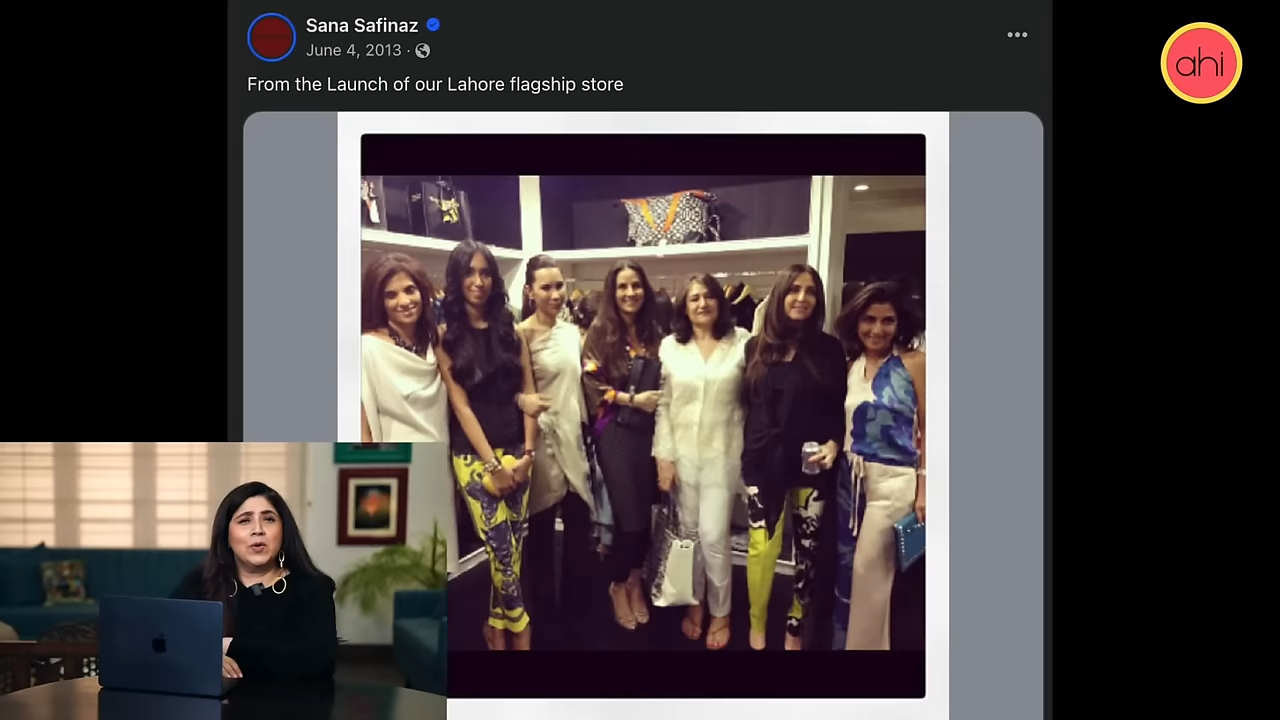 Sana Safinaz
June 4, 2013 ·
From the Launch of our Lahore flagship store
ahi